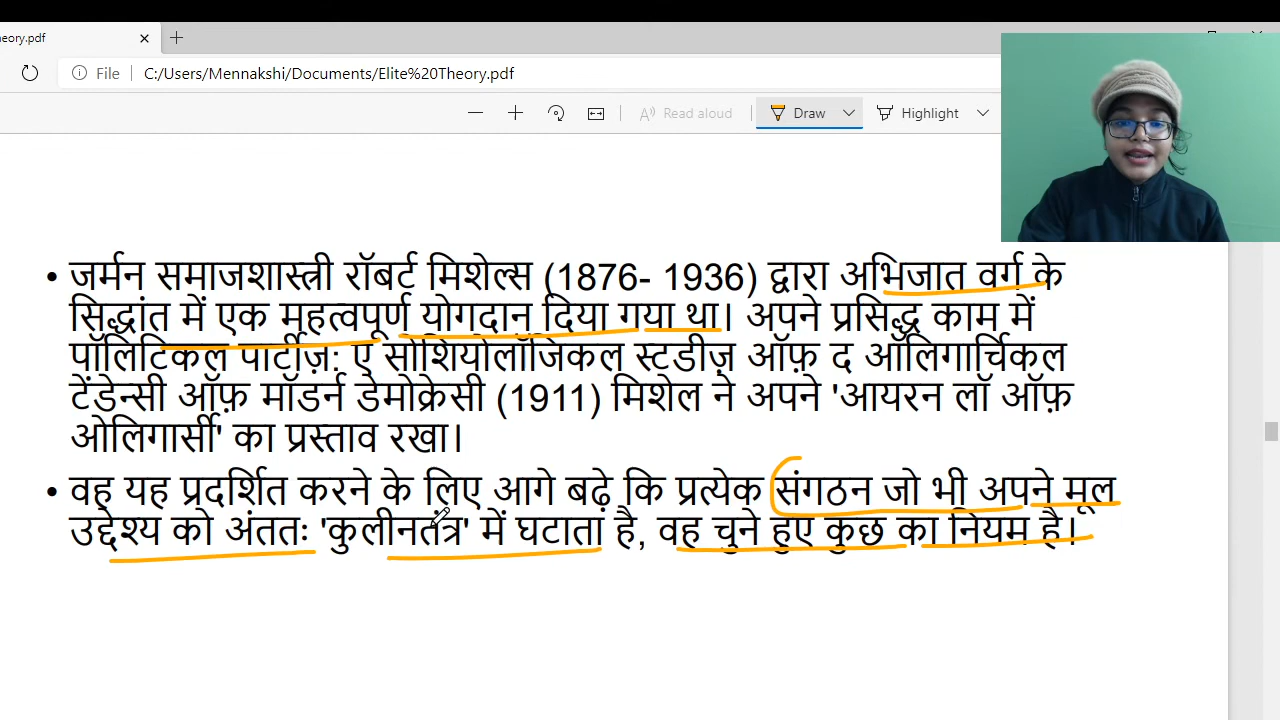 eory.pdf
File C:/Users/Mennakshi/Documents/Elite%20Theory.pdf
Read aloud Draw Highlight
• जर्मन समाजशास्त्री रॉबर्ट मिशेल्स (1876- 1936) द्वारा अभिजात वर्ग के
सिद्धांत में एक महत्वपूर्ण योगदान दिया गया था। अपने प्रसिद्ध काम में
पॉलिटिकल पार्टीज़: ए सोशियोलॉजिकल स्टडीज़ ऑफ़ द ऑलिगार्चिकल
टेंडेन्सी ऑफ़ मॉडर्न डेमोक्रेसी (1911) मिशेल ने अपने 'आयरन लॉ ऑफ़
ओलिगार्सी' का प्रस्ताव रखा।
• वह यह प्रदर्शित करने के लिए आगे बढ़े कि प्रत्येक संगठन जो भी अपने मूल
उद्देश्य को अंततः 'कुलीनतंत्र' में घटाता है, वह चुने हुए कुछ का नियम है।